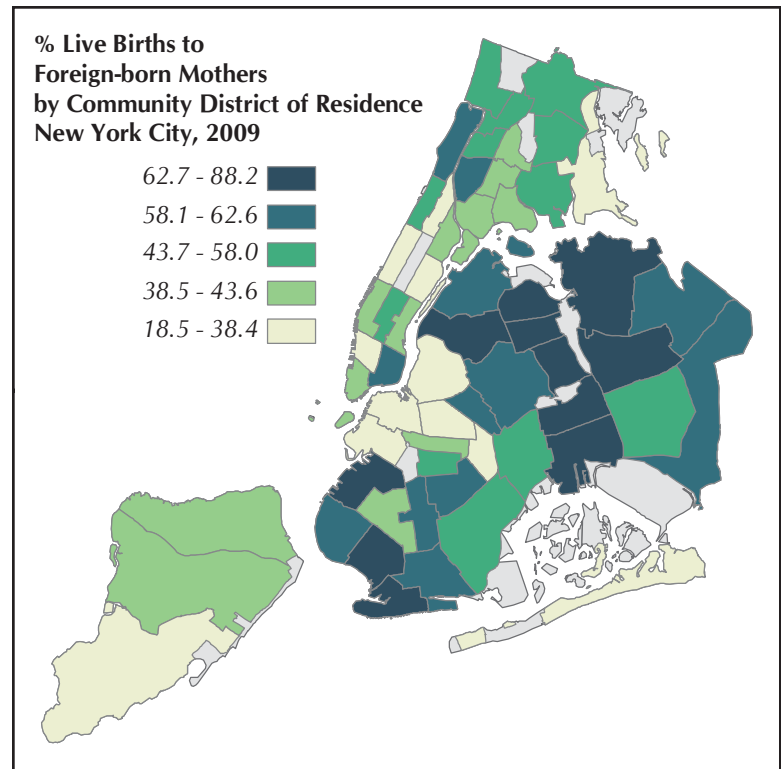 % Live Births to
Foreign-born Mothers
by Community District of Residence
New York City, 2009
62.7 - 88.2
58.1 - 62.6
43.7 - 58.0
38.5 - 43.6
18.5 - 38.4